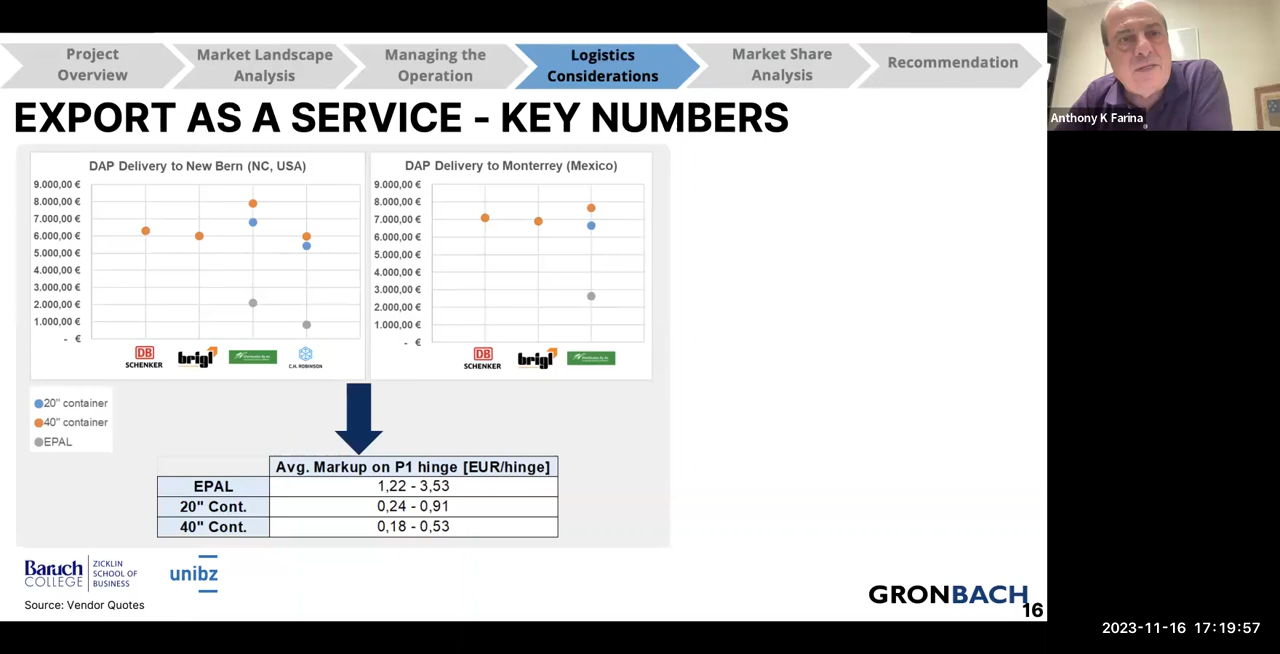 Project
Overview
Market Landscape
Analysis
Managing the
Operation
Logistics
Considerations
Market Share
Analysis
Recommendation
Anthony K Farina
EXPORT AS A SERVICE - KEY NUMBERS
DAP Delivery to New Bern (NC, USA)
9.000,00 €
8.000,00 €
7.000,00 €
6.000,00 €
5.000,00 €
4.000,00 €
3.000,00 €
2.000,00 €
1.000,00 €
- €
DB
SCHENKER
brigl
C.H. ROBINSON
DAP Delivery to Monterrey (Mexico)
9.000,00 €
8.000,00 €
7.000,00 €
6.000,00 €
5.000,00 €
4.000,00 €
3.000,00 €
2.000,00 €
1.000,00 €
- €
DB
SCHENKER
brigl
20" container
40" container
EPAL
Avg. Markup on P1 hinge [EUR/hinge]
EPAL 1,22 - 3,53
20" Cont. 0,24 - 0,91
40" Cont. 0,18 - 0,53
Baruch
COLLEGE
ZICKLIN
SCHOOL OF
BUSINESS
unibz
Source: Vendor Quotes
GRONBACH
16
2023-11-16 17:19:57